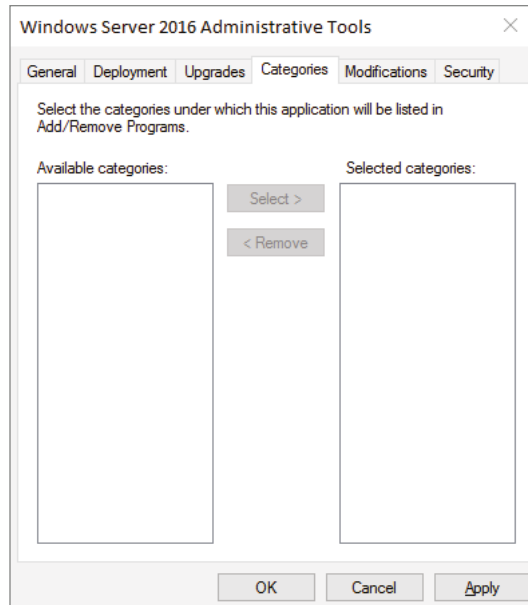 Windows Server 2016 Administrative Tools
General Deployment Upgrades Categories Modifications Security
Select the categories under which this application will be listed in
Add/Remove Programs.
Available categories: Selected categories:
Select >
< Remove
OK Cancel Apply